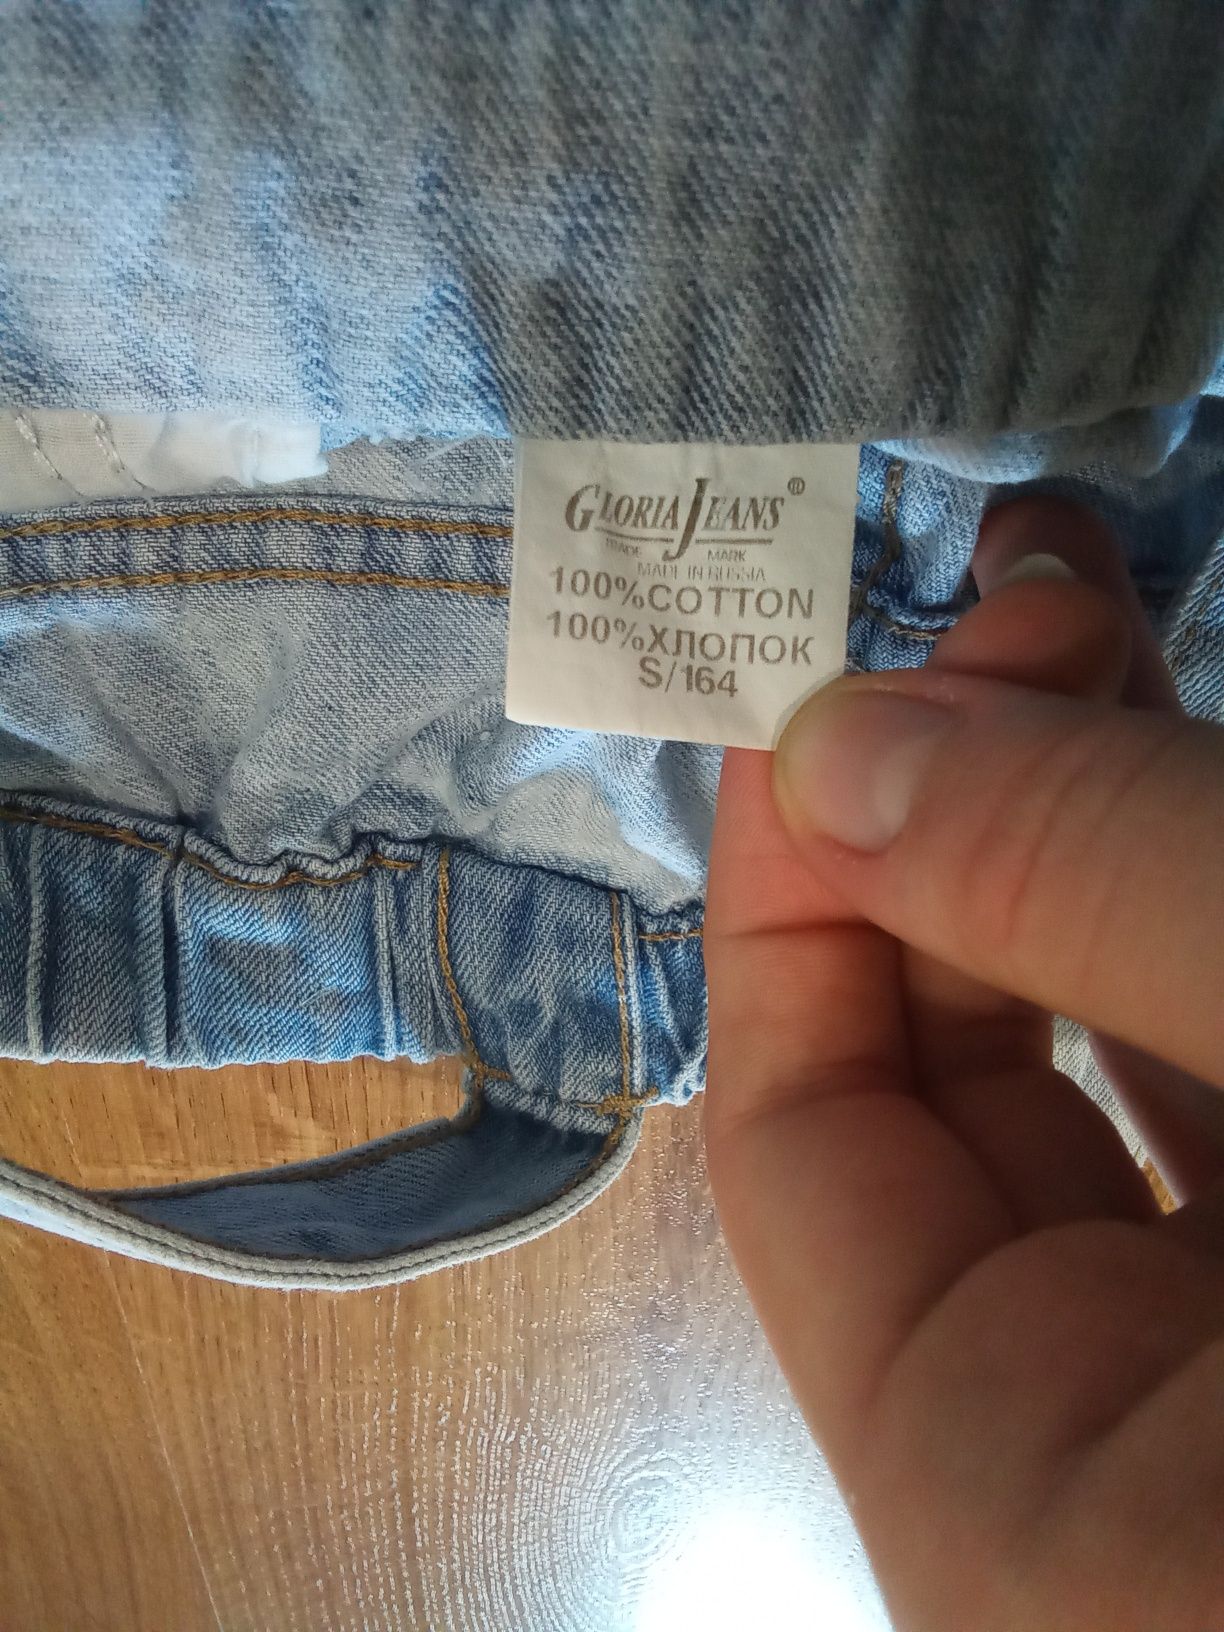 GLORIA JEANS®
TRADE MARK
MADE IN RUSSIA
100%COTTON
100%ХЛОПОК
S/164